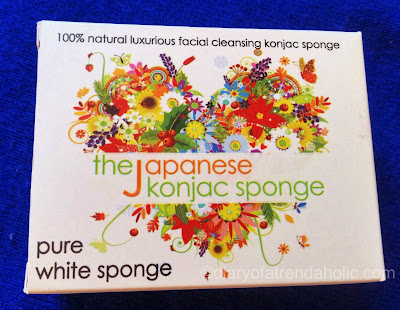 100% natural luxurious facial cleansing konjac sponge
the Japanese
konjac sponge
pure
white sponge
©diaryofatrendaholic.com